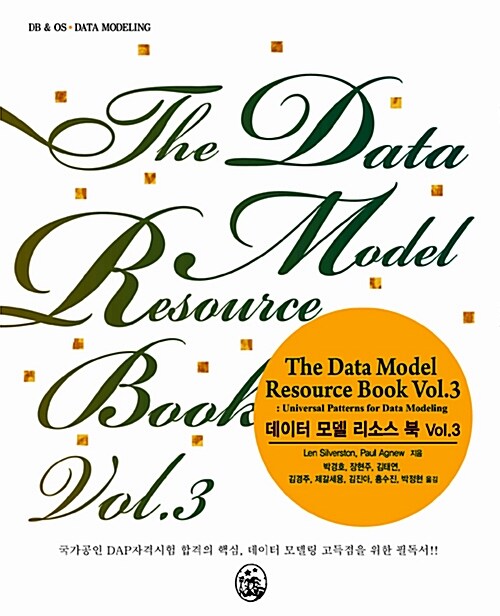 DB & OS • DATA MODELING
The Data
Model
Resource
Book
Vol.3
The Data Model
Resource Book Vol.3
: Universal Patterns for Data Modeling
데이터 모델 리소스 북 Vol.3
Len Silverston, Paul Agnew 지음
박경호, 장현주, 김태연,
김경주, 제갈세용, 김진아, 홍수진, 박정현 옮김
국가공인 DAP자격시험 합격의 핵심, 데이터 모델링 고득점을 위한 필독서!!